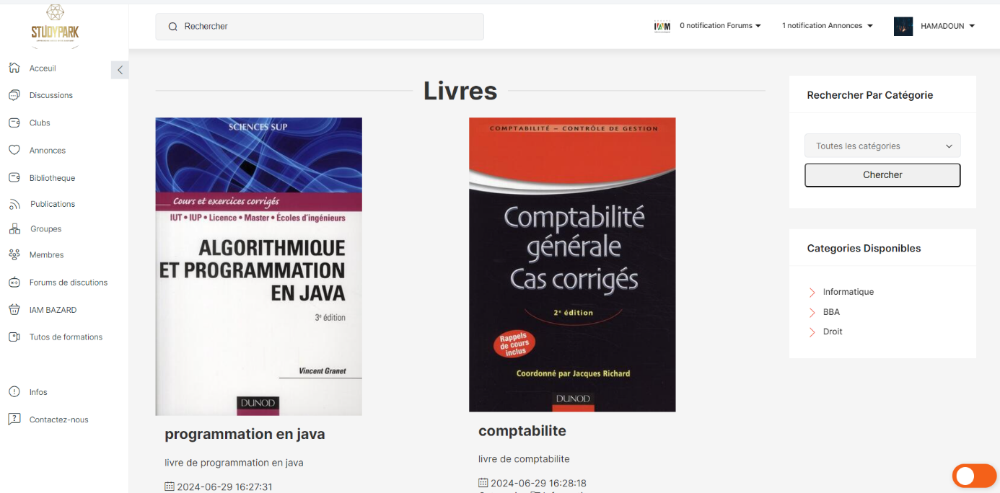 STUDYPARK
Rechercher
IAM
0 notification Forums
1 notification Annonces
HAMADOUN
Acceuil
Discussions
Clubs
Annonces
Bibliotheque
Publications
Groupes
Membres
Forums de discutions
IAM BAZARD
Tutos de formations
Infos
Contactez-nous
Livres
SCIENCES SUP
Cours et exercices corrigés
IUT • IUP • Licence • Master • Écoles d'ingénieurs
ALGORITHMIQUE
ET PROGRAMMATION
EN JAVA
3e édition
Vincent Granet
DUNOD
programmation en java
livre de programmation en java
2024-06-29 16:27:31
COMPTABILITÉ – CONTRÔLE DE GESTION
Comptabilité
générale
Cas corrigés
2e édition
Rappels
de cours
inclus
Coordonné par Jacques Richard
DUNOD
comptabilite
livre de comptabilite
2024-06-29 16:28:18
Rechercher Par Catégorie
Toutes les catégories
Chercher
Categories Disponibles
Informatique
BBA
Droit